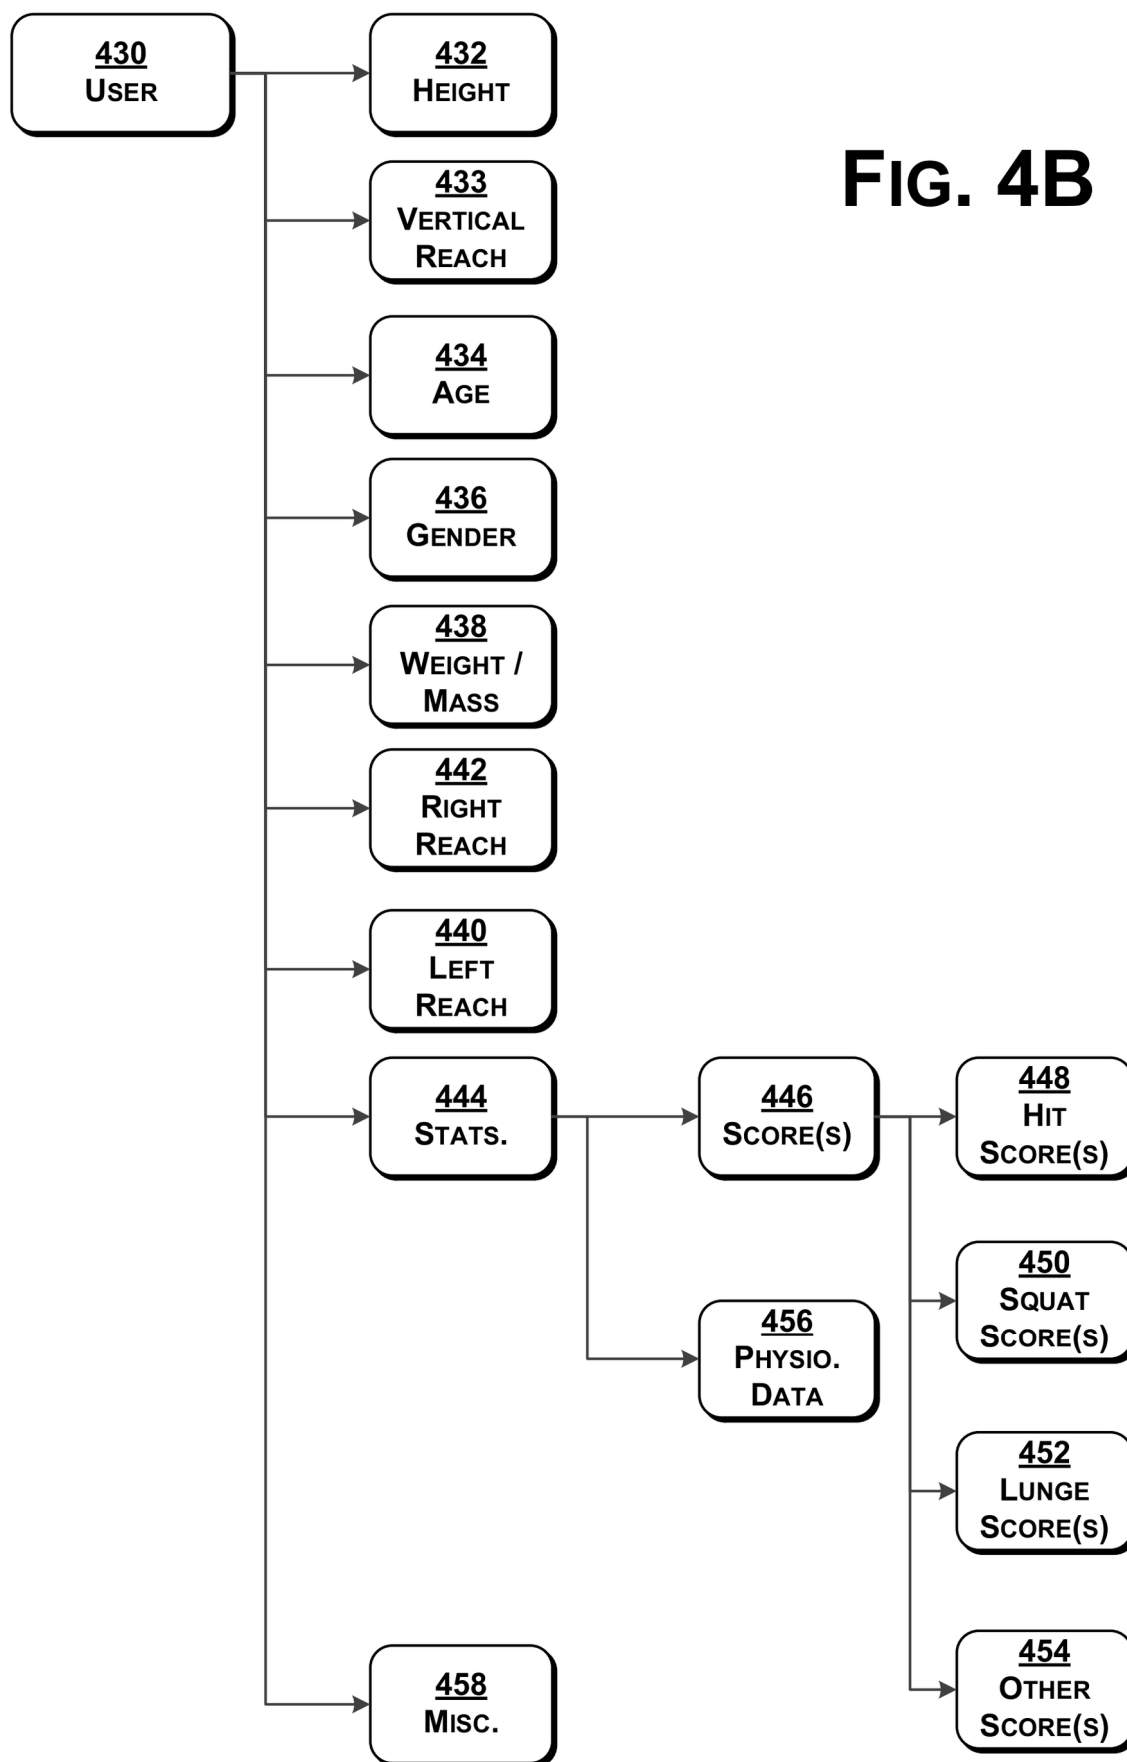 430
USER
432
HEIGHT
FIG. 4B
433
VERTICAL
REACH
434
AGE
436
GENDER
438
WEIGHT /
MASS
442
RIGHT
REACH
440
LEFT
REACH
444
STATS.
446
SCORE(S)
448
HIT
SCORE(S)
450
SQUAT
SCORE(S)
456
PHYSIO.
DATA
452
LUNGE
SCORE(S)
454
OTHER
SCORE(S)
458
MISC.